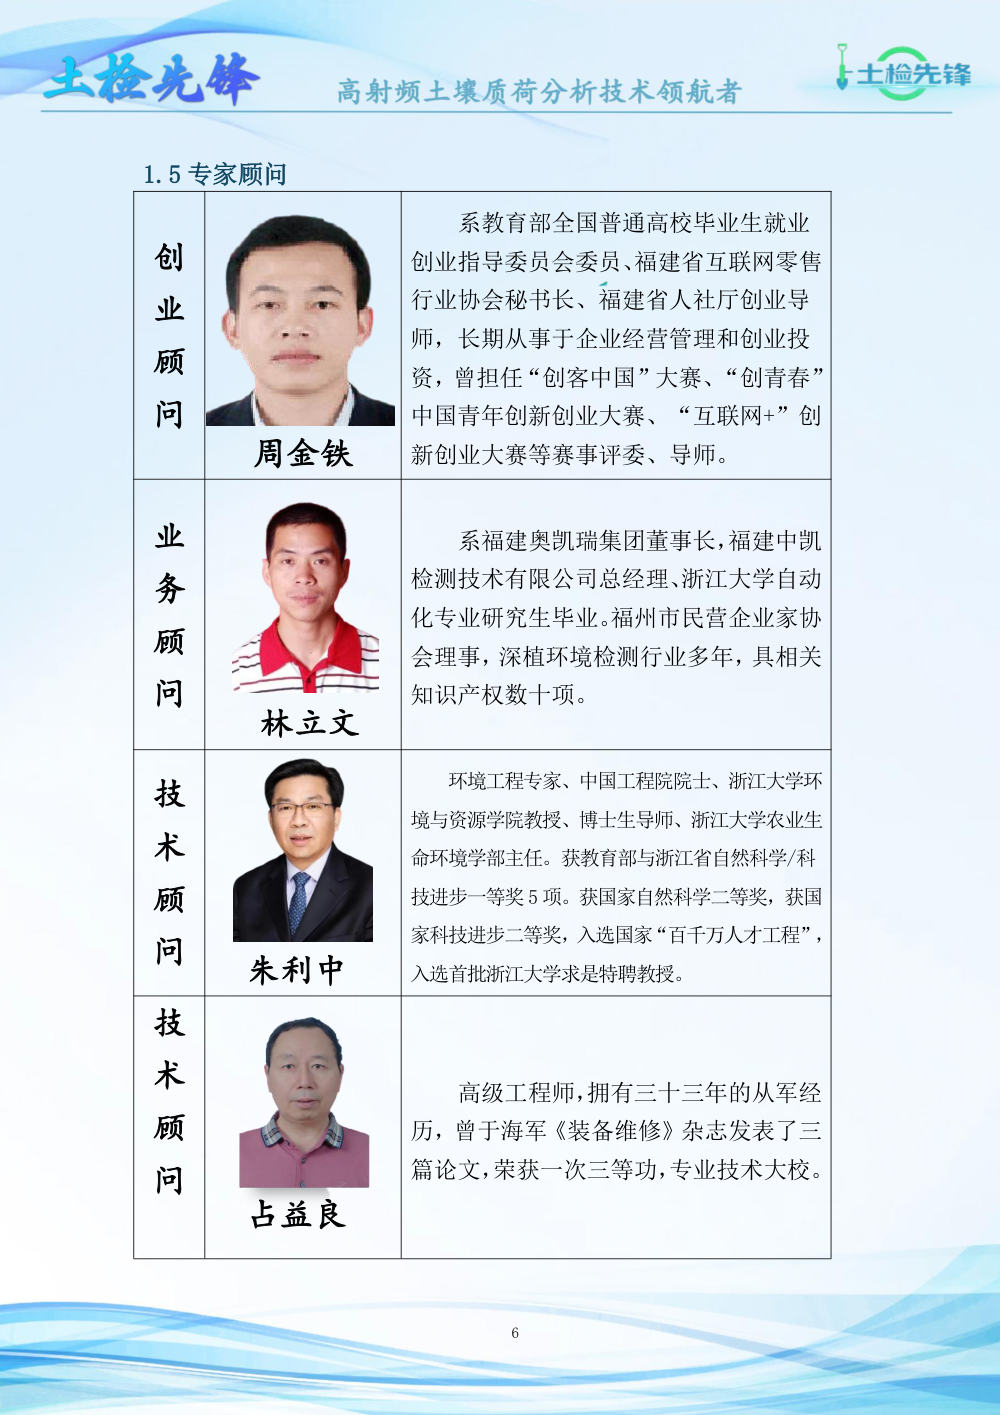 土检先锋
高射频土壤质荷分析技术领航者
土检先锋
1.5 专家顾问
创业顾问
周金铁
系教育部全国普通高校毕业生就业
创业指导委员会委员、福建省互联网零售
行业协会秘书长、福建省人社厅创业导
师，长期从事于企业经营管理和创业投
资，曾担任“创客中国”大赛、“创青春”
中国青年创新创业大赛、“互联网+”创
新创业大赛等赛事评委、导师。
业务顾问
林立文
系福建奥凯瑞集团董事长，福建中凯
检测技术有限公司总经理、浙江大学自动
化专业研究生毕业。福州市民营企业家协
会理事，深植环境检测行业多年，具相关
知识产权数十项。
技术顾问
朱利中
环境工程专家、中国工程院院士、浙江大学环
境与资源学院教授、博士生导师、浙江大学农业生
命环境学部主任。获教育部与浙江省自然科学/科
技进步一等奖 5 项。获国家自然科学二等奖，获国
家科技进步二等奖，入选国家“百千万人才工程”，
入选首批浙江大学求是特聘教授。
技术顾问
占益良
高级工程师，拥有三十三年的从军经
历，曾于海军《装备维修》杂志发表了三
篇论文，荣获一次三等功，专业技术大校。
6